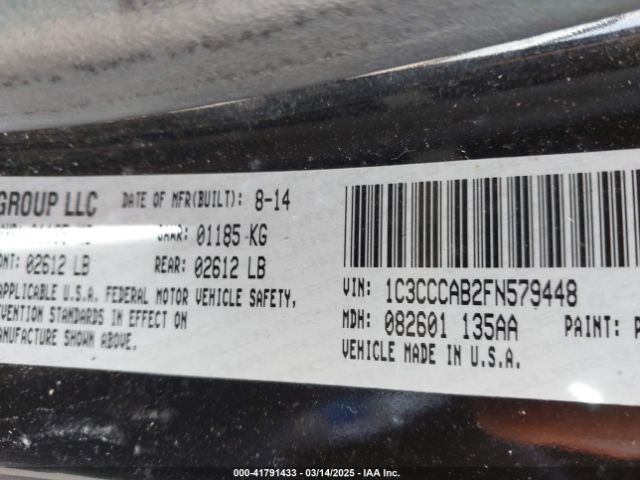 GROUP LLC DATE OF MFR(BUILT): 8-14
GAWR: 01185 KG
FRONT: 02612 LB REAR: 02612 LB
APPLICABLE U.S.A. FEDERAL MOTOR VEHICLE SAFETY,
STANDARDS IN EFFECT ON
SHOWN ABOVE.
VIN: 1C3CCCAB2FN579448
MDH: 082601 135AA PAINT:
VEHICLE MADE IN U.S.A.
000-41791433 — 03/14/2025 — IAA Inc.